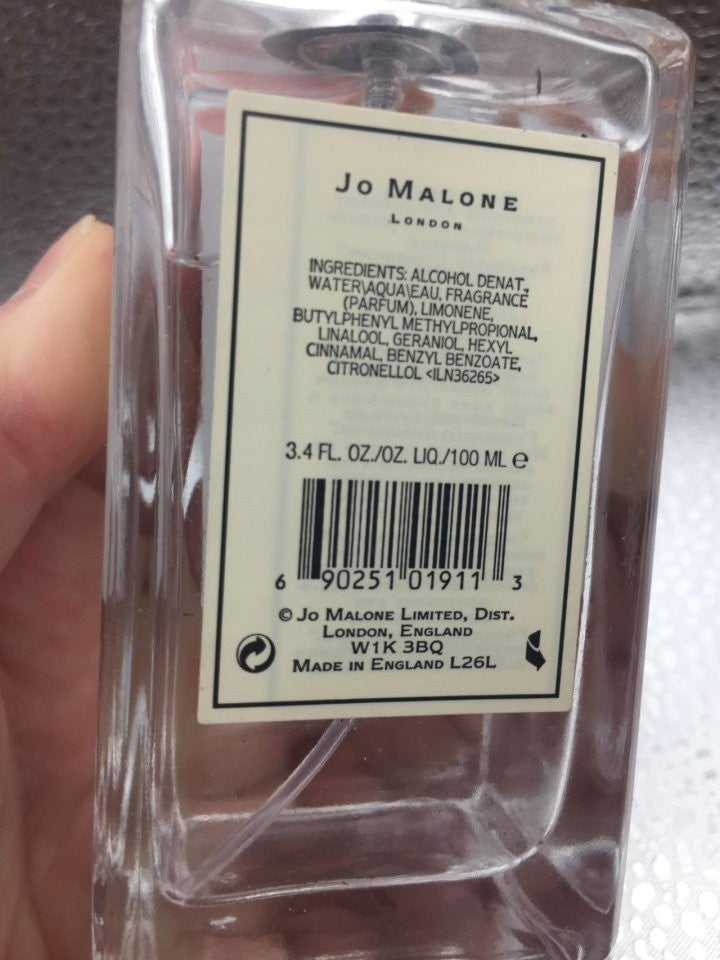 JO MALONE
LONDON
INGREDIENTS: ALCOHOL DENAT.,
WATER\AQUA\EAU, FRAGRANCE
(PARFUM), LIMONENE,
BUTYLPHENYL METHYLPROPIONAL,
LINALOOL, GERANIOL, HEXYL
CINNAMAL, BENZYL BENZOATE,
CITRONELLOL <ILN36265>
3.4 FL. OZ./OZ. LIQ./100 ML e
6 90251 01911 3
© JO MALONE LIMITED, DIST.
LONDON, ENGLAND
W1K 3BQ
MADE IN ENGLAND L26L